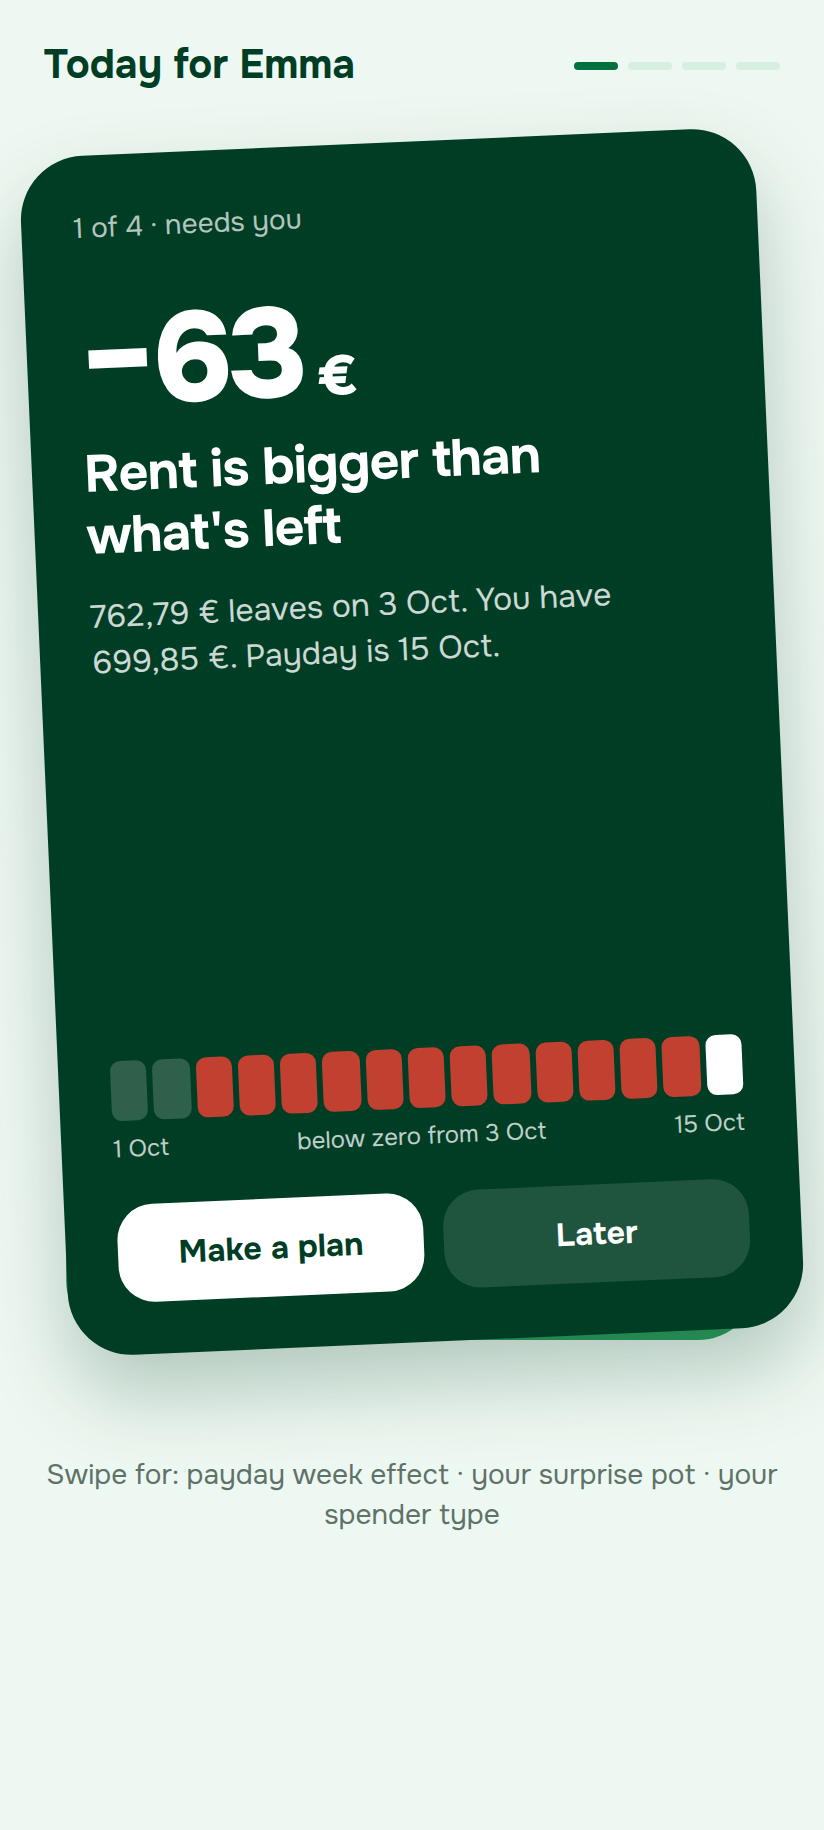 Today for Emma
1 of 4 · needs you
−63 €
Rent is bigger than
what's left
762,79 € leaves on 3 Oct. You have
699,85 €. Payday is 15 Oct.
1 Oct below zero from 3 Oct 15 Oct
Make a plan Later
Swipe for: payday week effect · your surprise pot · your
spender type